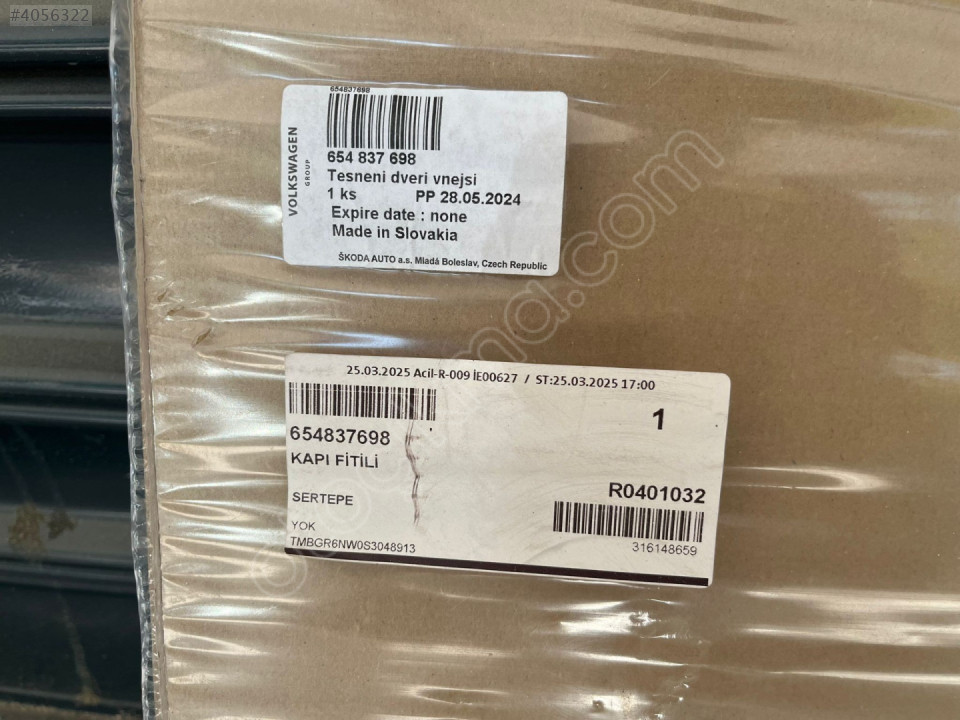 #4056322
654837698
VOLKSWAGEN
GROUP
654 837 698
Tesneni dveri vnejsi
1 ks PP 28.05.2024
Expire date : none
Made in Slovakia
ŠKODA AUTO a.s. Mladá Boleslav, Czech Republic
25.03.2025 Acil-R-009 İE00627 / ST:25.03.2025 17:00
1
654837698
KAPI FİTİLİ
R0401032
SERTEPE
YOK
TMBGR6NW0S3048913
316148659